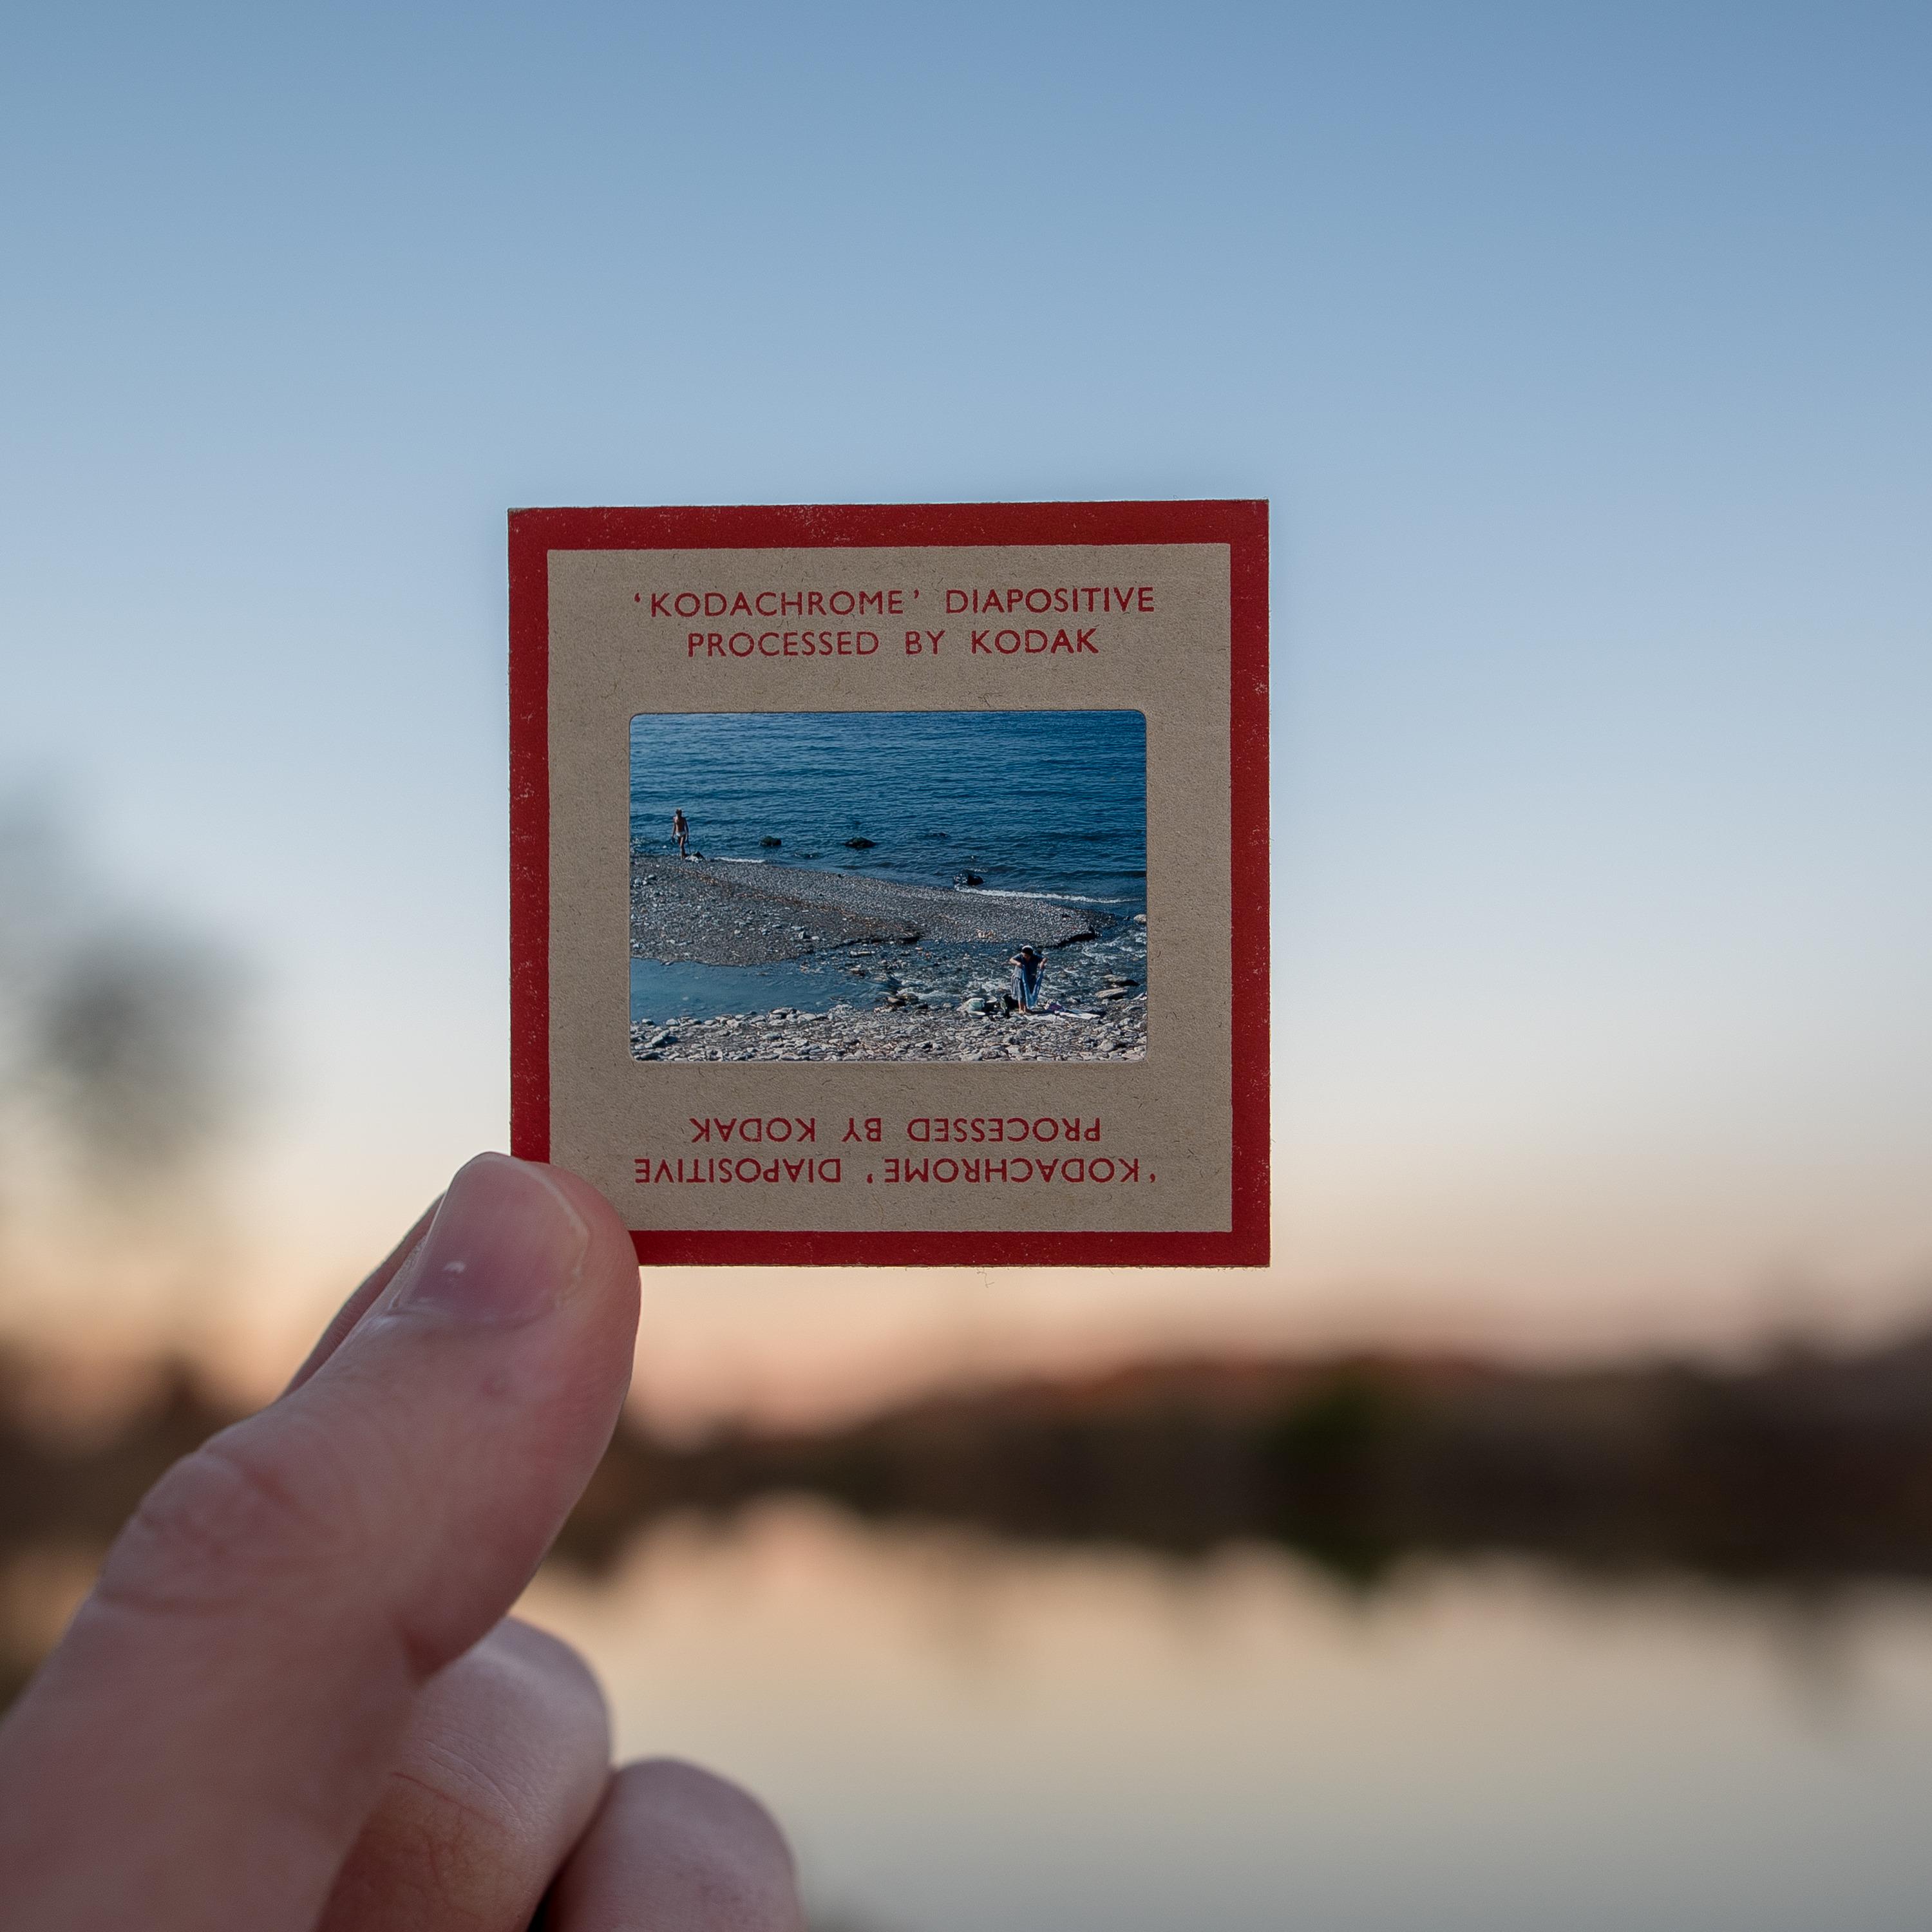 ‘KODACHROME’ DIAPOSITIVE
PROCESSED BY KODAK
‘KODACHROME’ DIAPOSITIVE
PROCESSED BY KODAK